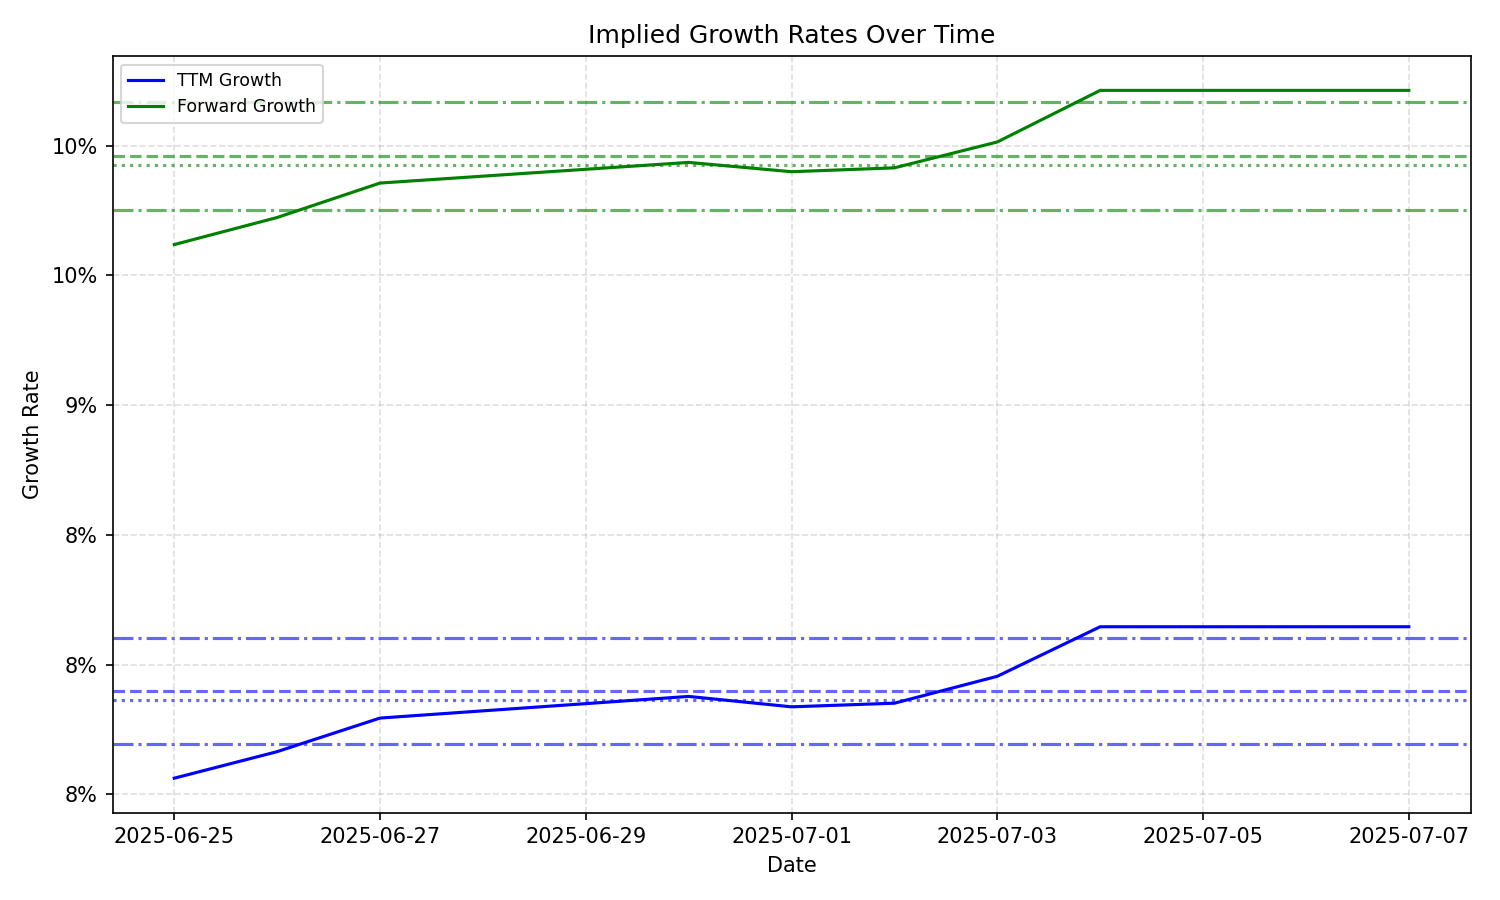 Implied Growth Rates Over Time
TTM Growth
Forward Growth
10%
10%
9%
8%
8%
8%
Growth Rate
2025-06-25
2025-06-27
2025-06-29
2025-07-01
2025-07-03
2025-07-05
2025-07-07
Date